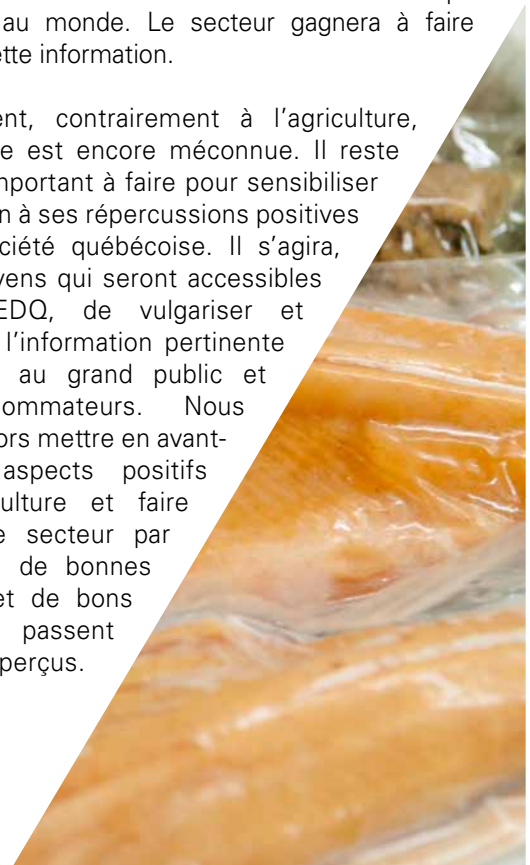 au monde. Le secteur gagnera à faire
ette information.
ent, contrairement à l’agriculture,
e est encore méconnue. Il reste
mportant à faire pour sensibiliser
n à ses répercussions positives
ciété québécoise. Il s’agira,
yens qui seront accessibles
EDQ, de vulgariser et
l’information pertinente
au grand public et
ommateurs. Nous
ors mettre en avant-
aspects positifs
ulture et faire
e secteur par
de bonnes
et de bons
passent
perçus.